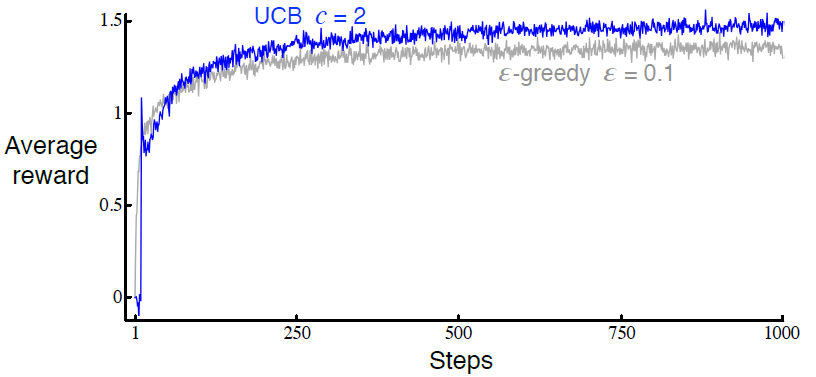 1.5
UCB c = 2
ε-greedy ε = 0.1
1
Average
reward
0.5
0
1
250
500
750
1000
Steps